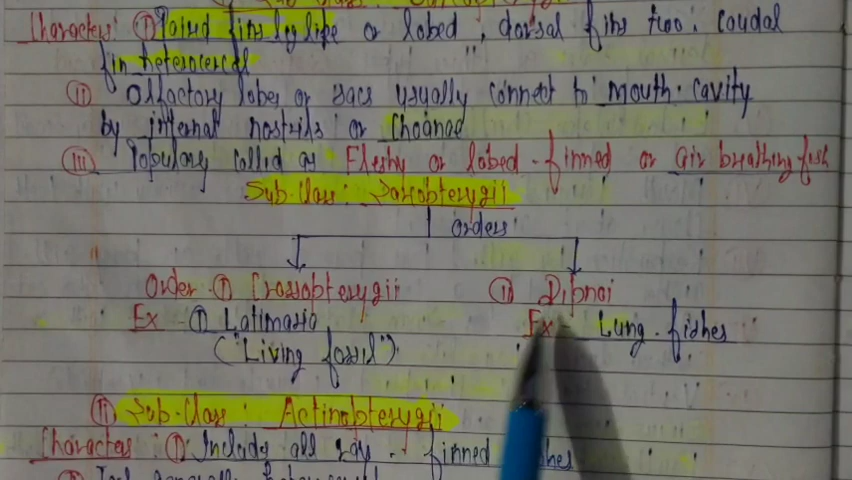 Characters: (i) Paired fins leg like or lobed, dorsal fins two. Caudal
fin heterocercal
(ii) Olfactory lobes or sacs usually connect to mouth cavity
by internal nostrils or Choanae
(iii) Popularly called as Fleshy or lobed-finned or air breathing fish
Sub-Class: Sarcopterygii
orders
Order (i) Crossopterygii (ii) Dipnoi
Ex - (i) Latimaria Ex Lung-fishes
("Living fossil")
(ii) Sub-Class: Actinopterygii
Characters: (i) Include all ray-finned